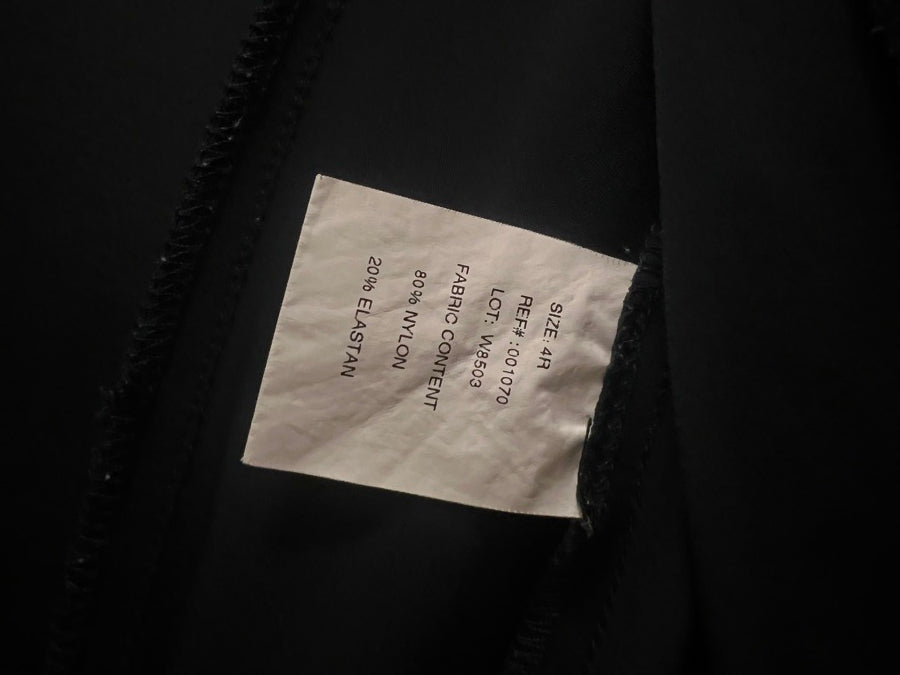 SIZE: 4R
REF# :001070
LOT: W8503
FABRIC CONTENT
80% NYLON
20% ELASTAN